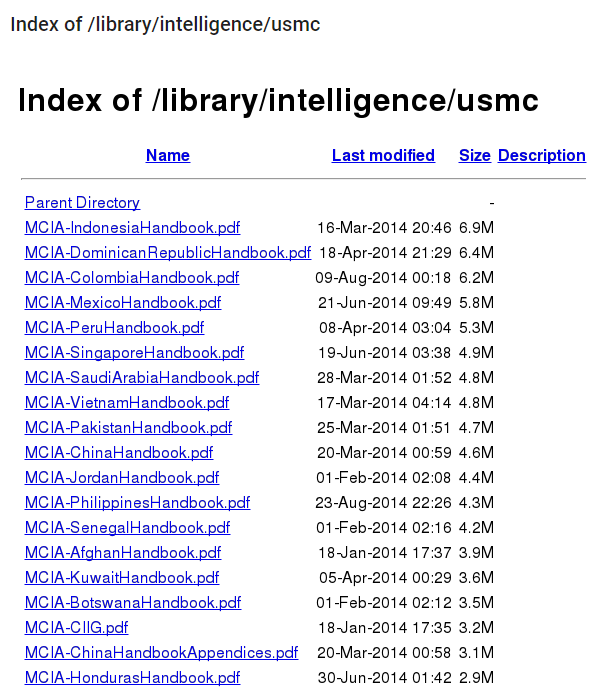 Index of /library/intelligence/usmc
Index of /library/intelligence/usmc
Name Last modified Size Description
Parent Directory -
MCIA-IndonesiaHandbook.pdf 16-Mar-2014 20:46 6.9M
MCIA-DominicanRepublicHandbook.pdf 18-Apr-2014 21:29 6.4M
MCIA-ColombiaHandbook.pdf 09-Aug-2014 00:18 6.2M
MCIA-MexicoHandbook.pdf 21-Jun-2014 09:49 5.8M
MCIA-PeruHandbook.pdf 08-Apr-2014 03:04 5.3M
MCIA-SingaporeHandbook.pdf 19-Jun-2014 03:38 4.9M
MCIA-SaudiArabiaHandbook.pdf 28-Mar-2014 01:52 4.8M
MCIA-VietnamHandbook.pdf 17-Mar-2014 04:14 4.8M
MCIA-PakistanHandbook.pdf 25-Mar-2014 01:51 4.7M
MCIA-ChinaHandbook.pdf 20-Mar-2014 00:59 4.6M
MCIA-JordanHandbook.pdf 01-Feb-2014 02:08 4.4M
MCIA-PhilippinesHandbook.pdf 23-Aug-2014 22:26 4.3M
MCIA-SenegalHandbook.pdf 01-Feb-2014 02:16 4.2M
MCIA-AfghanHandbook.pdf 18-Jan-2014 17:37 3.9M
MCIA-KuwaitHandbook.pdf 05-Apr-2014 00:29 3.6M
MCIA-BotswanaHandbook.pdf 01-Feb-2014 02:12 3.5M
MCIA-CIIG.pdf 18-Jan-2014 17:35 3.2M
MCIA-ChinaHandbookAppendices.pdf 20-Mar-2014 00:58 3.1M
MCIA-HondurasHandbook.pdf 30-Jun-2014 01:42 2.9M